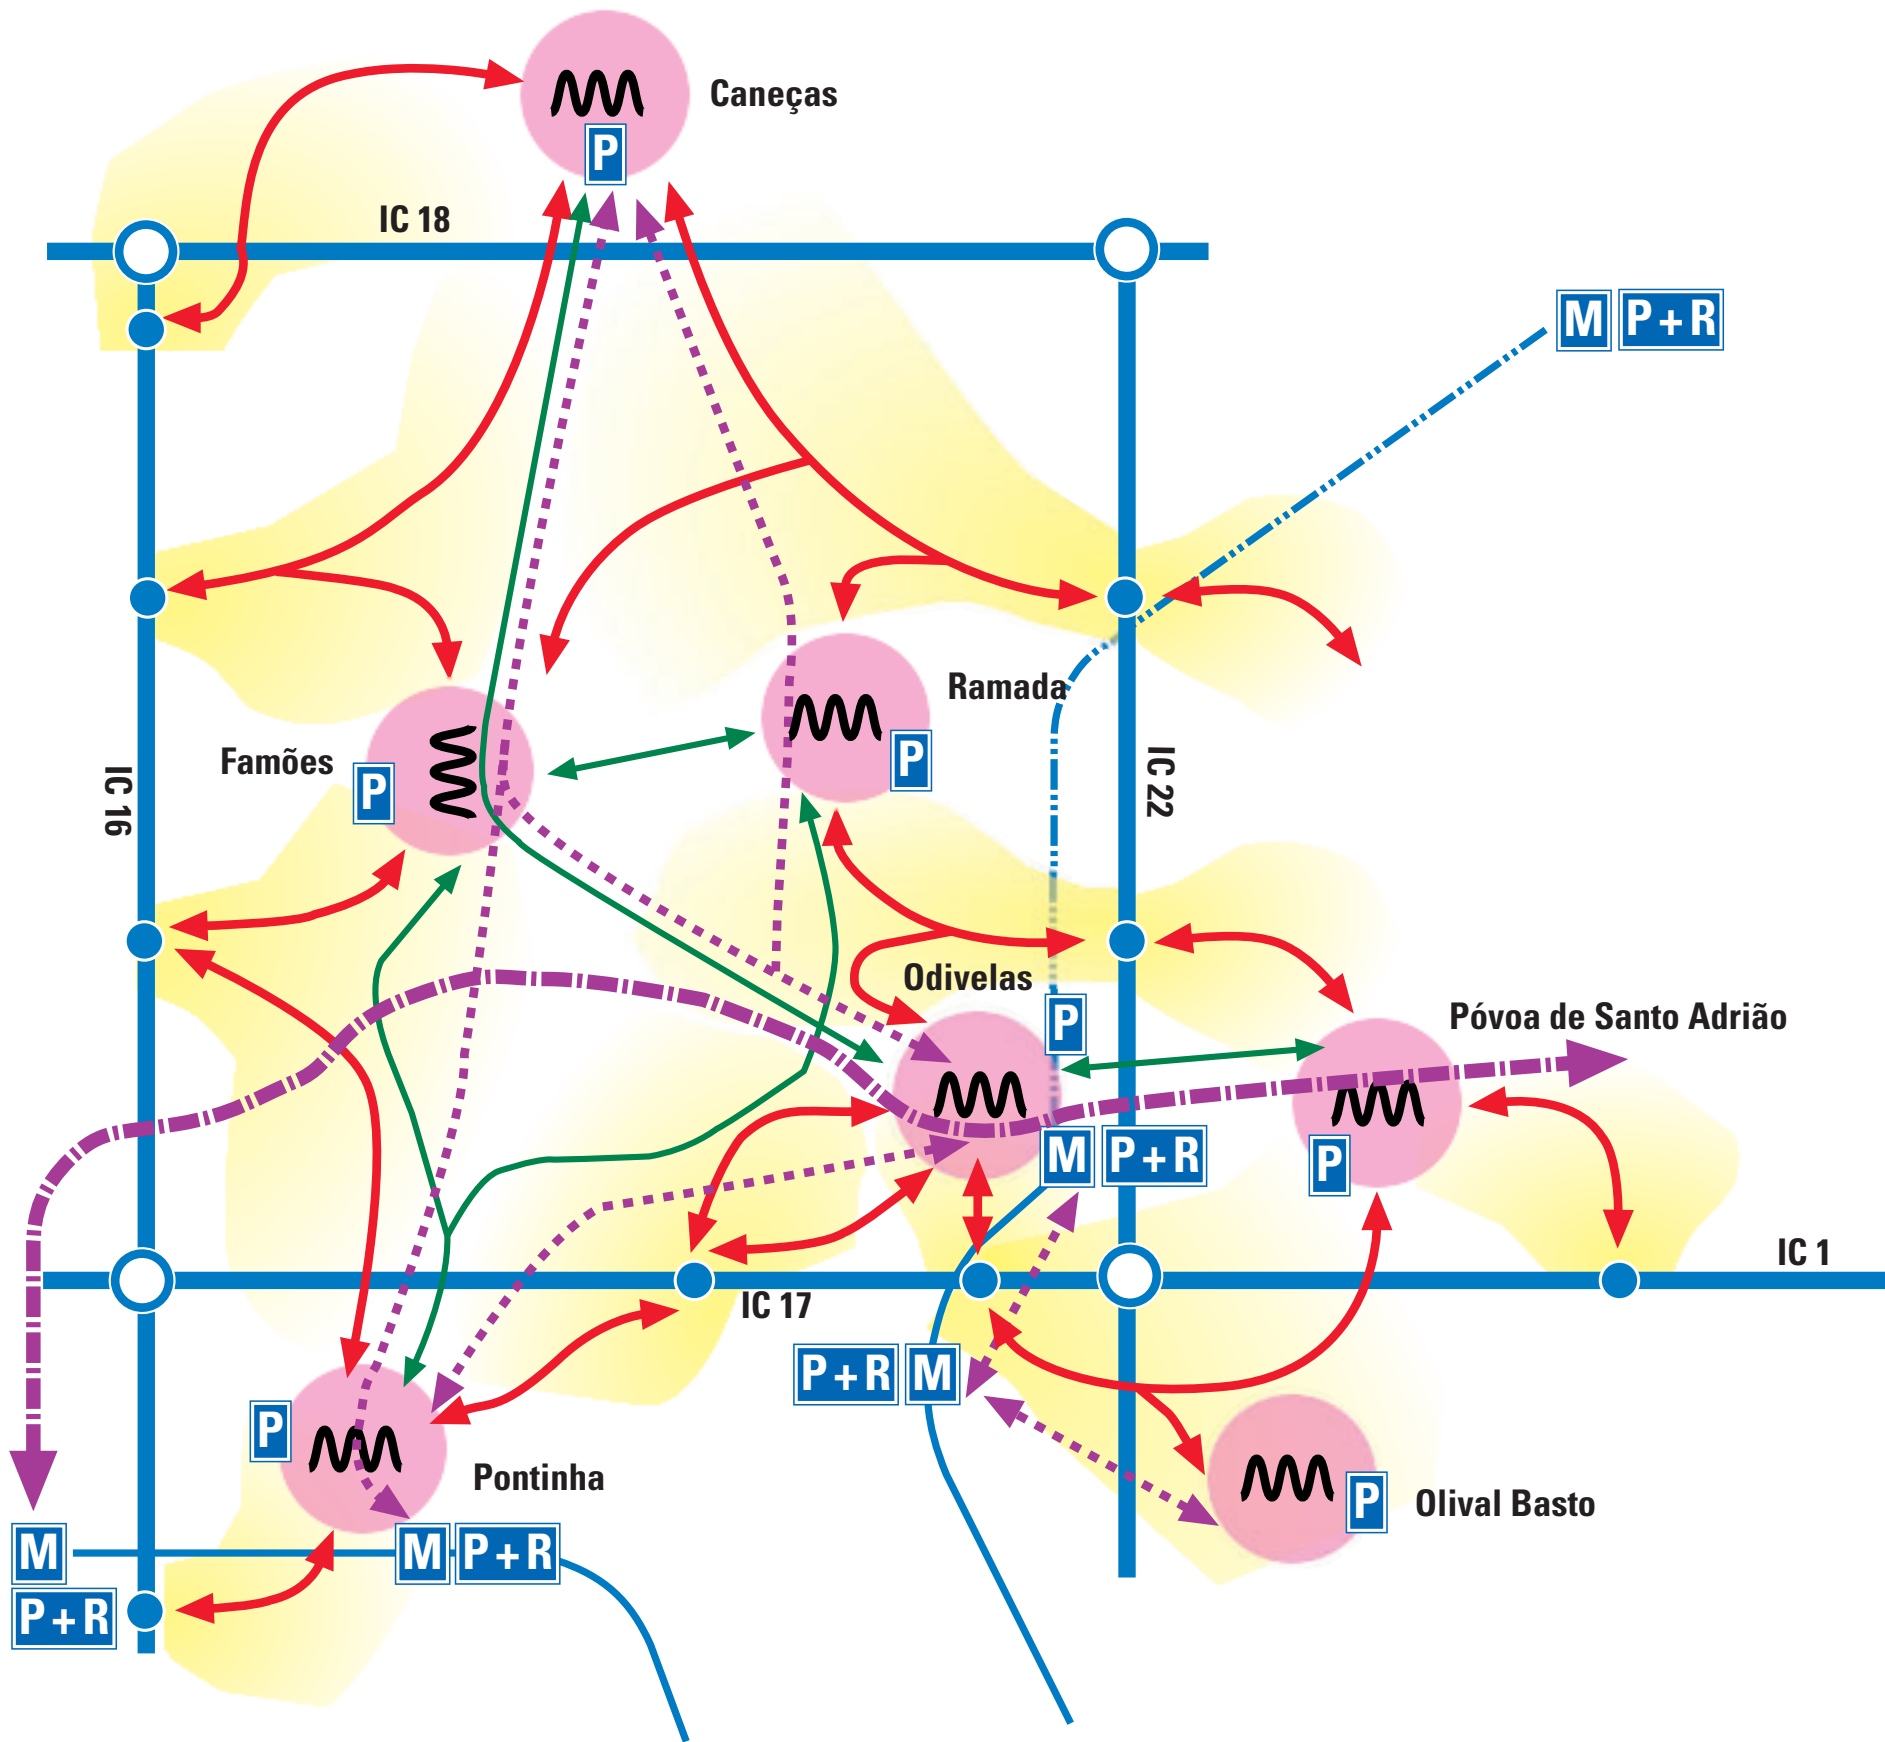 Caneças
P
IC 18
M P+R
Ramada
P
Famões
P
IC 16
IC 22
Odivelas
P
Póvoa de Santo Adrião
M P+R
P
IC 1
IC 17
P+R M
P
Pontinha
P
Olival Basto
M
M P+R
P+R